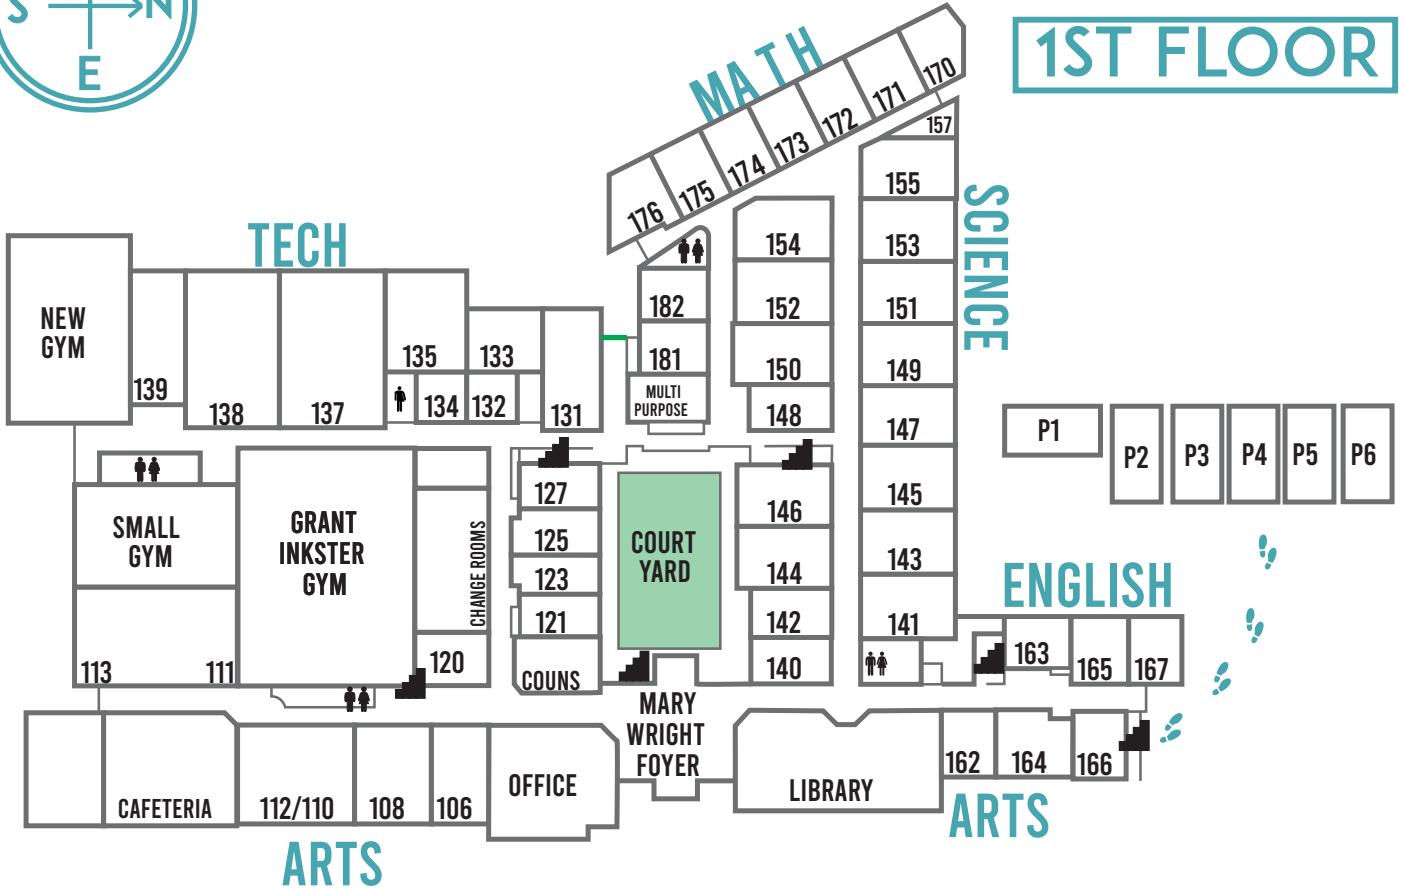 S N
E
1ST FLOOR
MATH
170
171
172
173
174
175
176
157
155
153
151
149
147
145
143
141
SCIENCE
154
152
150
148
146
144
142
140
182
181
MULTI
PURPOSE
TECH
NEW
GYM
139
138
137
135
134
133
132
131
SMALL
GYM
GRANT
INKSTER
GYM
CHANGE ROOMS
127
125
123
121
COUNS
COURT
YARD
113
111
120
P1
P2
P3
P4
P5
P6
ENGLISH
163
165
167
MARY
WRIGHT
FOYER
CAFETERIA
112/110
108
106
OFFICE
LIBRARY
162
164
166
ARTS
ARTS